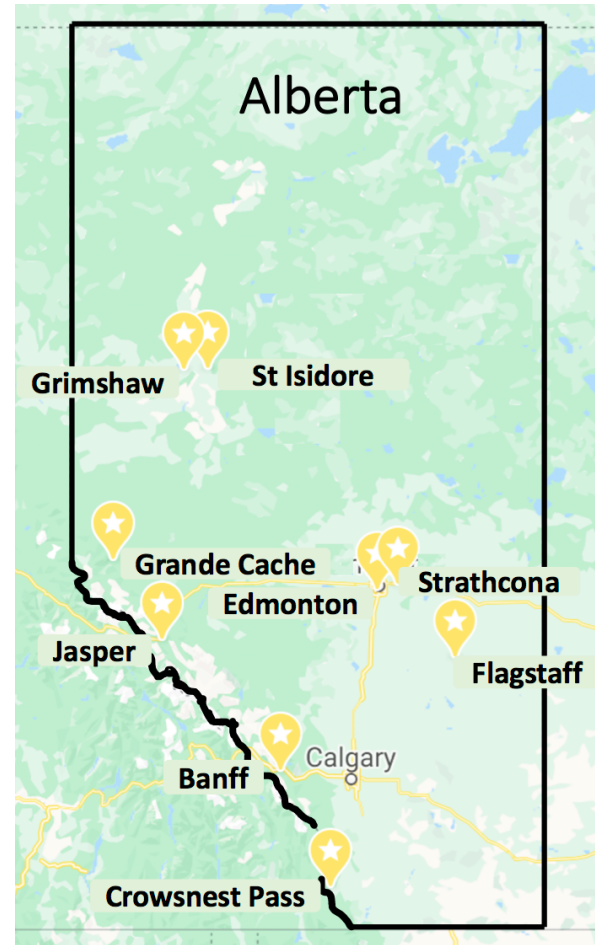 Alberta
Grimshaw
St Isidore
Grande Cache
Edmonton
Strathcona
Jasper
Flagstaff
Calgary
Banff
Crowsnest Pass